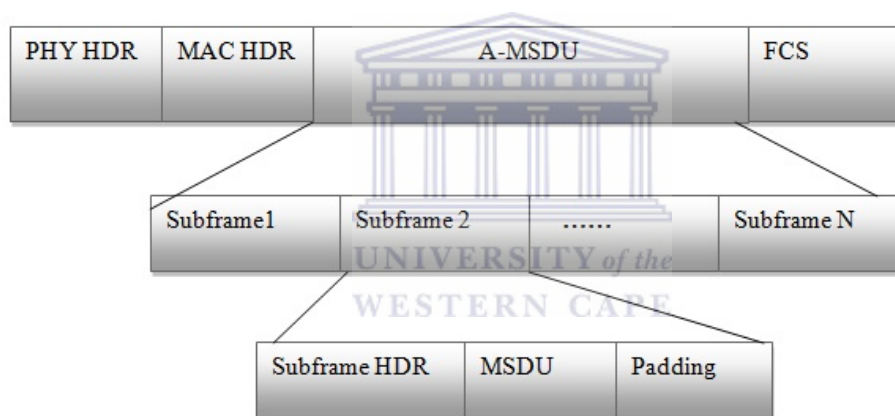 PHY HDR MAC HDR A-MSDU FCS
Subframe1 Subframe 2 ...... Subframe N
UNIVERSITY of the
WESTERN CAPE
Subframe HDR MSDU Padding